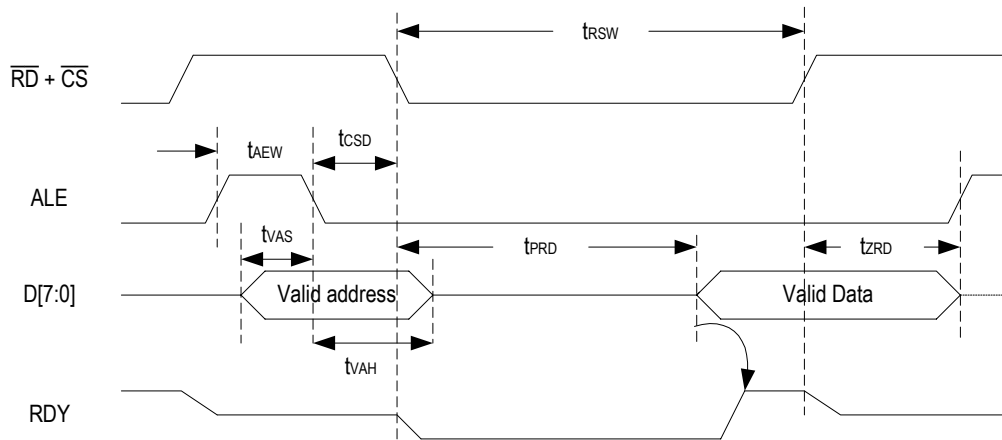 tRSW
RD + CS
tAEW
tCSD
ALE
tVAS
tPRD
tZRD
D[7:0]
Valid address
Valid Data
tVAH
RDY